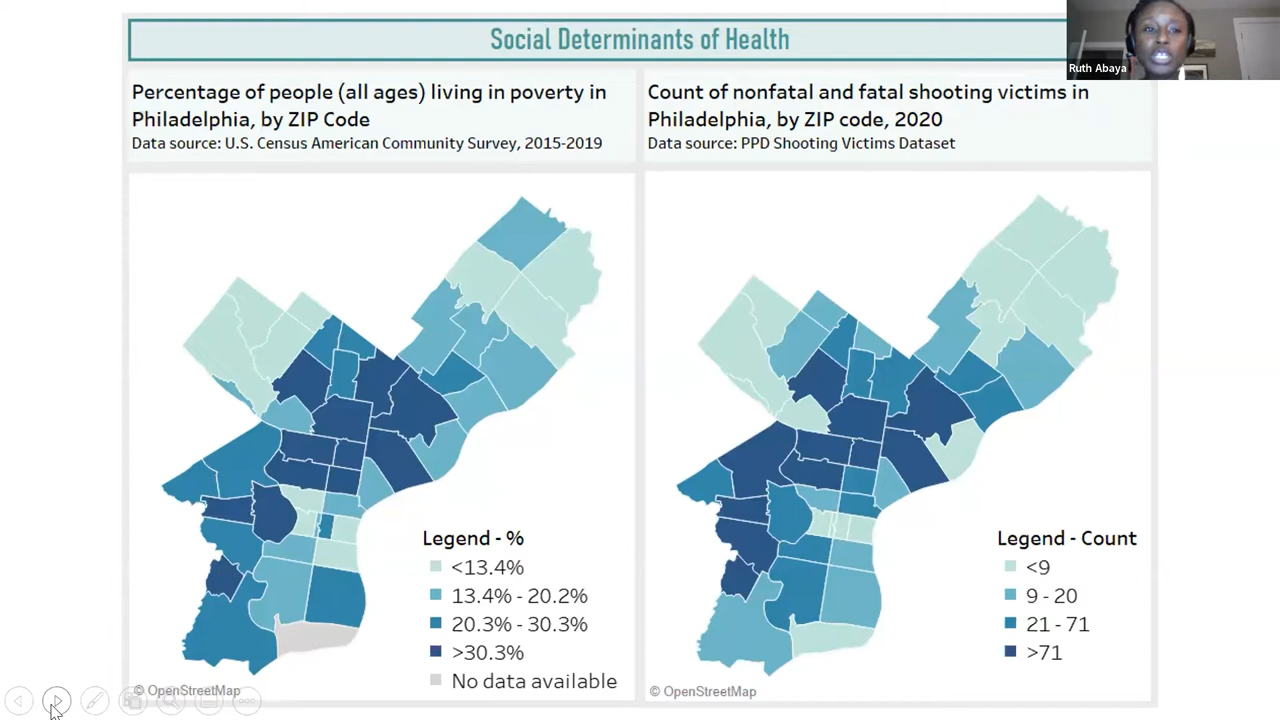 Social Determinants of Health
Ruth Abaya
Percentage of people (all ages) living in poverty in
Philadelphia, by ZIP Code
Data source: U.S. Census American Community Survey, 2015-2019
Count of nonfatal and fatal shooting victims in
Philadelphia, by ZIP code, 2020
Data source: PPD Shooting Victims Dataset
Legend - %
<13.4%
13.4% - 20.2%
20.3% - 30.3%
>30.3%
No data available
© OpenStreetMap
Legend - Count
<9
9 - 20
21 - 71
>71
© OpenStreetMap